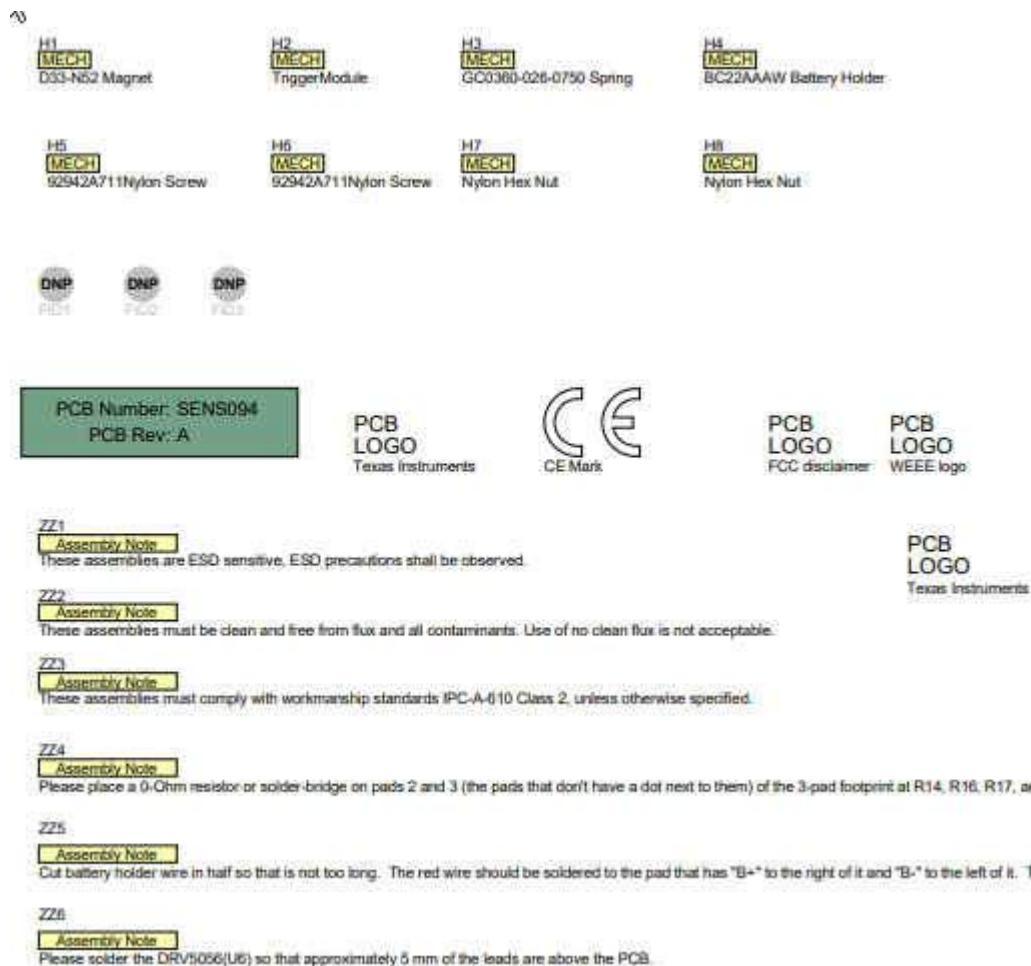 H1 H2 H3 H4
MECH MECH MECH MECH
D33-N52 Magnet TriggerModule GC0360-026-0750 Spring BC22AAAW Battery Holder
H5 H6 H7 H8
MECH MECH MECH MECH
92942A711Nylon Screw 92942A711Nylon Screw Nylon Hex Nut Nylon Hex Nut
DNP DNP DNP
FID1 FID2 FID3
PCB Number: SENS094
PCB Rev: A
PCB
LOGO
Texas Instruments
CE
CE Mark
PCB
LOGO
FCC disclaimer
PCB
LOGO
WEEE logo
ZZ1
Assembly Note
These assemblies are ESD sensitive, ESD precautions shall be observed.
PCB
LOGO
Texas Instruments
ZZ2
Assembly Note
These assemblies must be clean and free from flux and all contaminants. Use of no clean flux is not acceptable.
ZZ3
Assembly Note
These assemblies must comply with workmanship standards IPC-A-610 Class 2, unless otherwise specified.
ZZ4
Assembly Note
Please place a 0-Ohm resistor or solder-bridge on pads 2 and 3 (the pads that don't have a dot next to them) of the 3-pad footprint at R14, R16, R17,
ZZ5
Assembly Note
Cut battery holder wire in half so that is not too long. The red wire should be soldered to the pad that has "B+" to the right of it and "B-" to the left of it.
ZZ6
Assembly Note
Please solder the DRV5056(U6) so that approximately 5 mm of the leads are above the PCB.